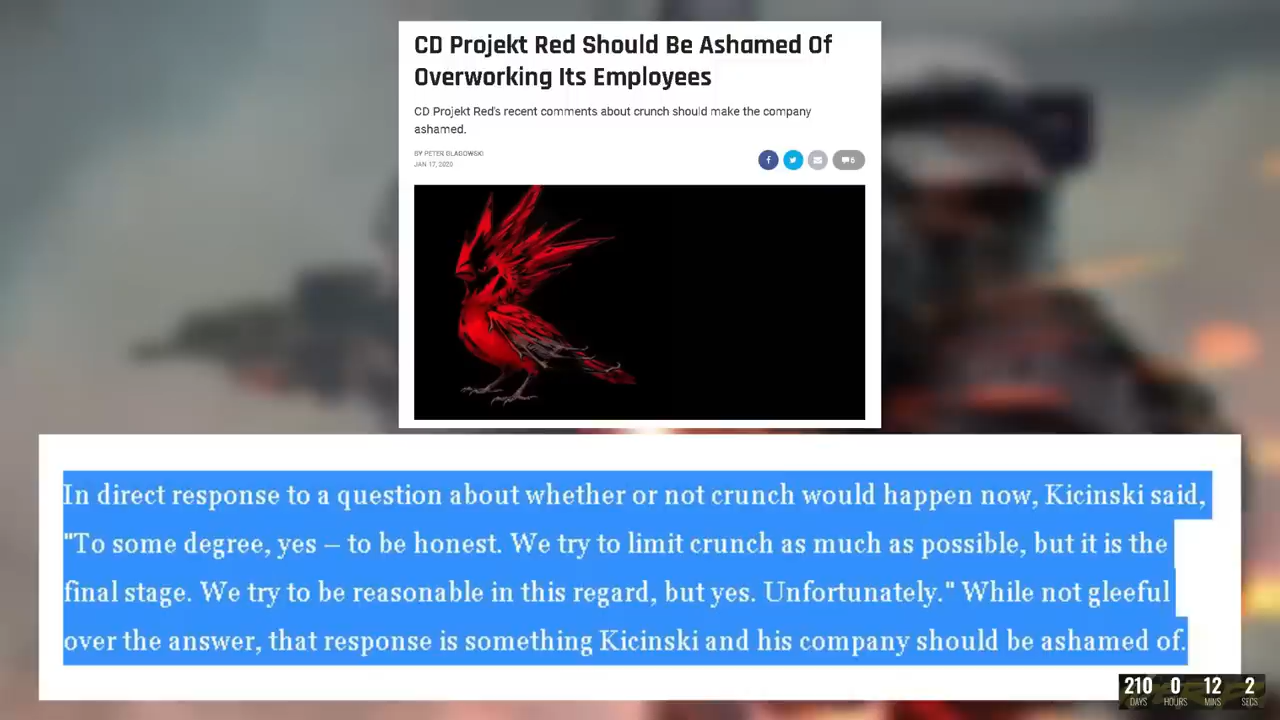 CD Projekt Red Should Be Ashamed Of
Overworking Its Employees
CD Projekt Red's recent comments about crunch should make the company
ashamed.
BY PETER GLAGOWSKI
JAN 17, 2020
6
In direct response to a question about whether or not crunch would happen now, Kicinski said,
"To some degree, yes – to be honest. We try to limit crunch as much as possible, but it is the
final stage. We try to be reasonable in this regard, but yes. Unfortunately." While not gleeful
over the answer, that response is something Kicinski and his company should be ashamed of.
210 0 12 2
DAYS HOURS MINS SECS